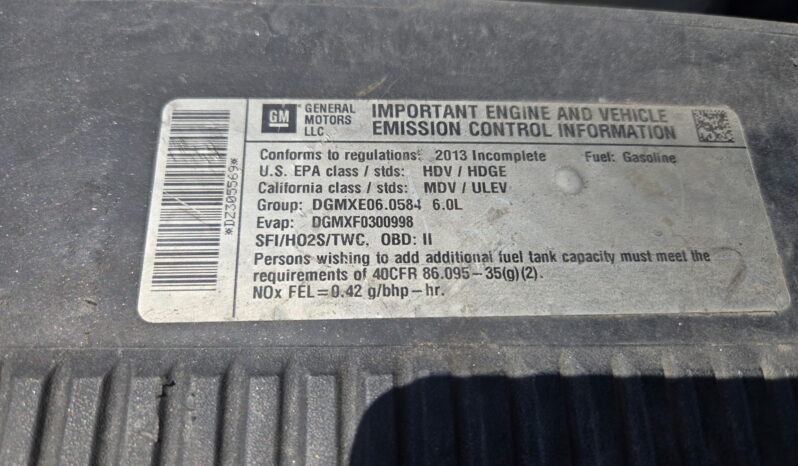 GM
GENERAL
MOTORS
LLC
IMPORTANT ENGINE AND VEHICLE
EMISSION CONTROL INFORMATION
Conforms to regulations: 2013 Incomplete Fuel: Gasoline
U.S. EPA class / stds: HDV / HDGE
California class / stds: MDV / ULEV
Group: DGMXE06.0584 6.0L
Evap: DGMXF0300998
SFI/HO2S/TWC, OBD: II
Persons wishing to add additional fuel tank capacity must meet the
requirements of 40CFR 86.095-35(g)(2).
NOx FEL=0.42 g/bhp-hr.
*DZ305569*